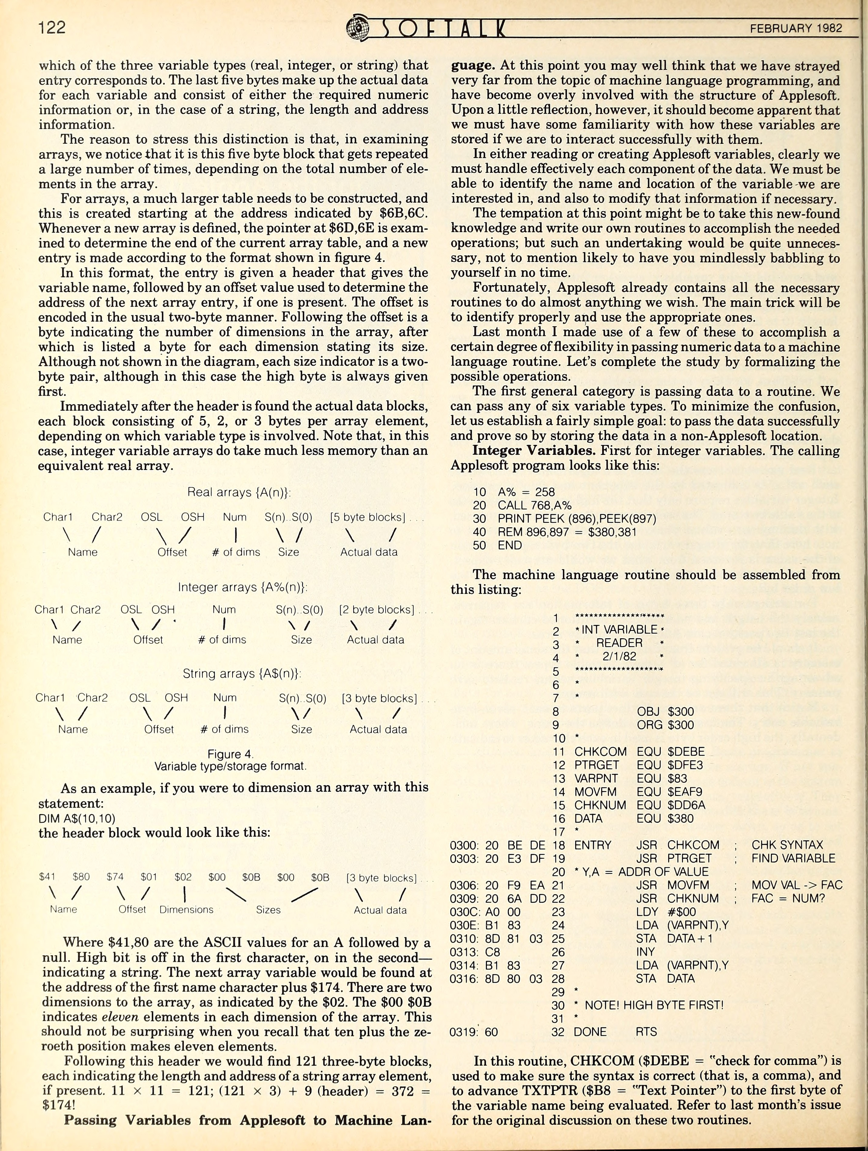 122
SOFTALK
FEBRUARY 1982
which of the three variable types (real, integer, or string) that
entry corresponds to. The last five bytes make up the actual data
for each variable and consist of either the required numeric
information or, in the case of a string, the length and address
information.
The reason to stress this distinction is that, in examining
arrays, we notice that it is this five byte block that gets repeated
a large number of times, depending on the total number of ele-
ments in the array.
For arrays, a much larger table needs to be constructed, and
this is created starting at the address indicated by $6B,6C.
Whenever a new array is defined, the pointer at $6D,6E is exam-
ined to determine the end of the current array table, and a new
entry is made according to the format shown in figure 4.
In this format, the entry is given a header that gives the
variable name, followed by an offset value used to determine the
address of the next array entry, if one is present. The offset is
encoded in the usual two-byte manner. Following the offset is a
byte indicating the number of dimensions in the array, after
which is listed a byte for each dimension stating its size.
Although not shown in the diagram, each size indicator is a two-
byte pair, although in this case the high byte is always given
first.
Immediately after the header is found the actual data blocks,
each block consisting of 5, 2, or 3 bytes per array element,
depending on which variable type is involved. Note that, in this
case, integer variable arrays do take much less memory than an
equivalent real array.
Real arrays {A(n)}:
Char1 Char2 OSL OSH Num S(n)..S(0) [5 byte blocks] . . .
\ / \ / | \ / \ /
Name Offset # of dims Size Actual data
Integer arrays {A%(n)}:
Char1 Char2 OSL OSH Num S(n)..S(0) [2 byte blocks] . . .
\ / \ / | \ / \ /
Name Offset # of dims Size Actual data
String arrays {A$(n)}:
Char1 Char2 OSL OSH Num S(n)..S(0) [3 byte blocks] . . .
\ / \ / | \ / \ /
Name Offset # of dims Size Actual data
Figure 4.
Variable type/storage format.
As an example, if you were to dimension an array with this
statement:
DIM A$(10,10)
the header block would look like this:
$41 $80 $74 $01 $02 $00 $0B $00 $0B [3 byte blocks] . . .
\ / \ / | \ / \ /
Name Offset Dimensions Sizes Actual data
Where $41,80 are the ASCII values for an A followed by a
null. High bit is off in the first character, on in the second—
indicating a string. The next array variable would be found at
the address of the first name character plus $174. There are two
dimensions to the array, as indicated by the $02. The $00 $0B
indicates eleven elements in each dimension of the array. This
should not be surprising when you recall that ten plus the ze-
roeth position makes eleven elements.
Following this header we would find 121 three-byte blocks,
each indicating the length and address of a string array element,
if present. 11 × 11 = 121; (121 × 3) + 9 (header) = 372 =
$174!
Passing Variables from Applesoft to Machine Lan-
guage. At this point you may well think that we have strayed
very far from the topic of machine language programming, and
have become overly involved with the structure of Applesoft.
Upon a little reflection, however, it should become apparent that
we must have some familiarity with how these variables are
stored if we are to interact successfully with them.
In either reading or creating Applesoft variables, clearly we
must handle effectively each component of the data. We must be
able to identify the name and location of the variable we are
interested in, and also to modify that information if necessary.
The tempation at this point might be to take this new-found
knowledge and write our own routines to accomplish the needed
operations; but such an undertaking would be quite unneces-
sary, not to mention likely to have you mindlessly babbling to
yourself in no time.
Fortunately, Applesoft already contains all the necessary
routines to do almost anything we wish. The main trick will be
to identify properly and use the appropriate ones.
Last month I made use of a few of these to accomplish a
certain degree of flexibility in passing numeric data to a machine
language routine. Let's complete the study by formalizing the
possible operations.
The first general category is passing data to a routine. We
can pass any of six variable types. To minimize the confusion,
let us establish a fairly simple goal: to pass the data successfully
and prove so by storing the data in a non-Applesoft location.
Integer Variables. First for integer variables. The calling
Applesoft program looks like this:
10 A% = 258
20 CALL 768,A%
30 PRINT PEEK (896),PEEK(897)
40 REM 896,897 = $380,381
50 END
The machine language routine should be assembled from
this listing:
1 *******************
2 * INT VARIABLE *
3 * READER *
4 * 2/1/82 *
5 *******************
6 *
7 *
8 OBJ $300
9 ORG $300
10 *
11 CHKCOM EQU $DEBE
12 PTRGET EQU $DFE3
13 VARPNT EQU $83
14 MOVFM EQU $EAF9
15 CHKNUM EQU $DD6A
16 DATA EQU $380
17 *
0300: 20 BE DE 18 ENTRY JSR CHKCOM ; CHK SYNTAX
0303: 20 E3 DF 19 JSR PTRGET ; FIND VARIABLE
20 * Y,A = ADDR OF VALUE
0306: 20 F9 EA 21 JSR MOVFM ; MOV VAL -> FAC
0309: 20 6A DD 22 JSR CHKNUM ; FAC = NUM?
030C: A0 00 23 LDY #$00
030E: B1 83 24 LDA (VARPNT),Y
0310: 8D 81 03 25 STA DATA+1
0313: C8 26 INY
0314: B1 83 27 LDA (VARPNT),Y
0316: 8D 80 03 28 STA DATA
29 *
30 * NOTE! HIGH BYTE FIRST!
31 *
0319: 60 32 DONE RTS
In this routine, CHKCOM ($DEBE = "check for comma") is
used to make sure the syntax is correct (that is, a comma), and
to advance TXTPTR ($B8 = "Text Pointer") to the first byte of
the variable name being evaluated. Refer to last month's issue
for the original discussion on these two routines.